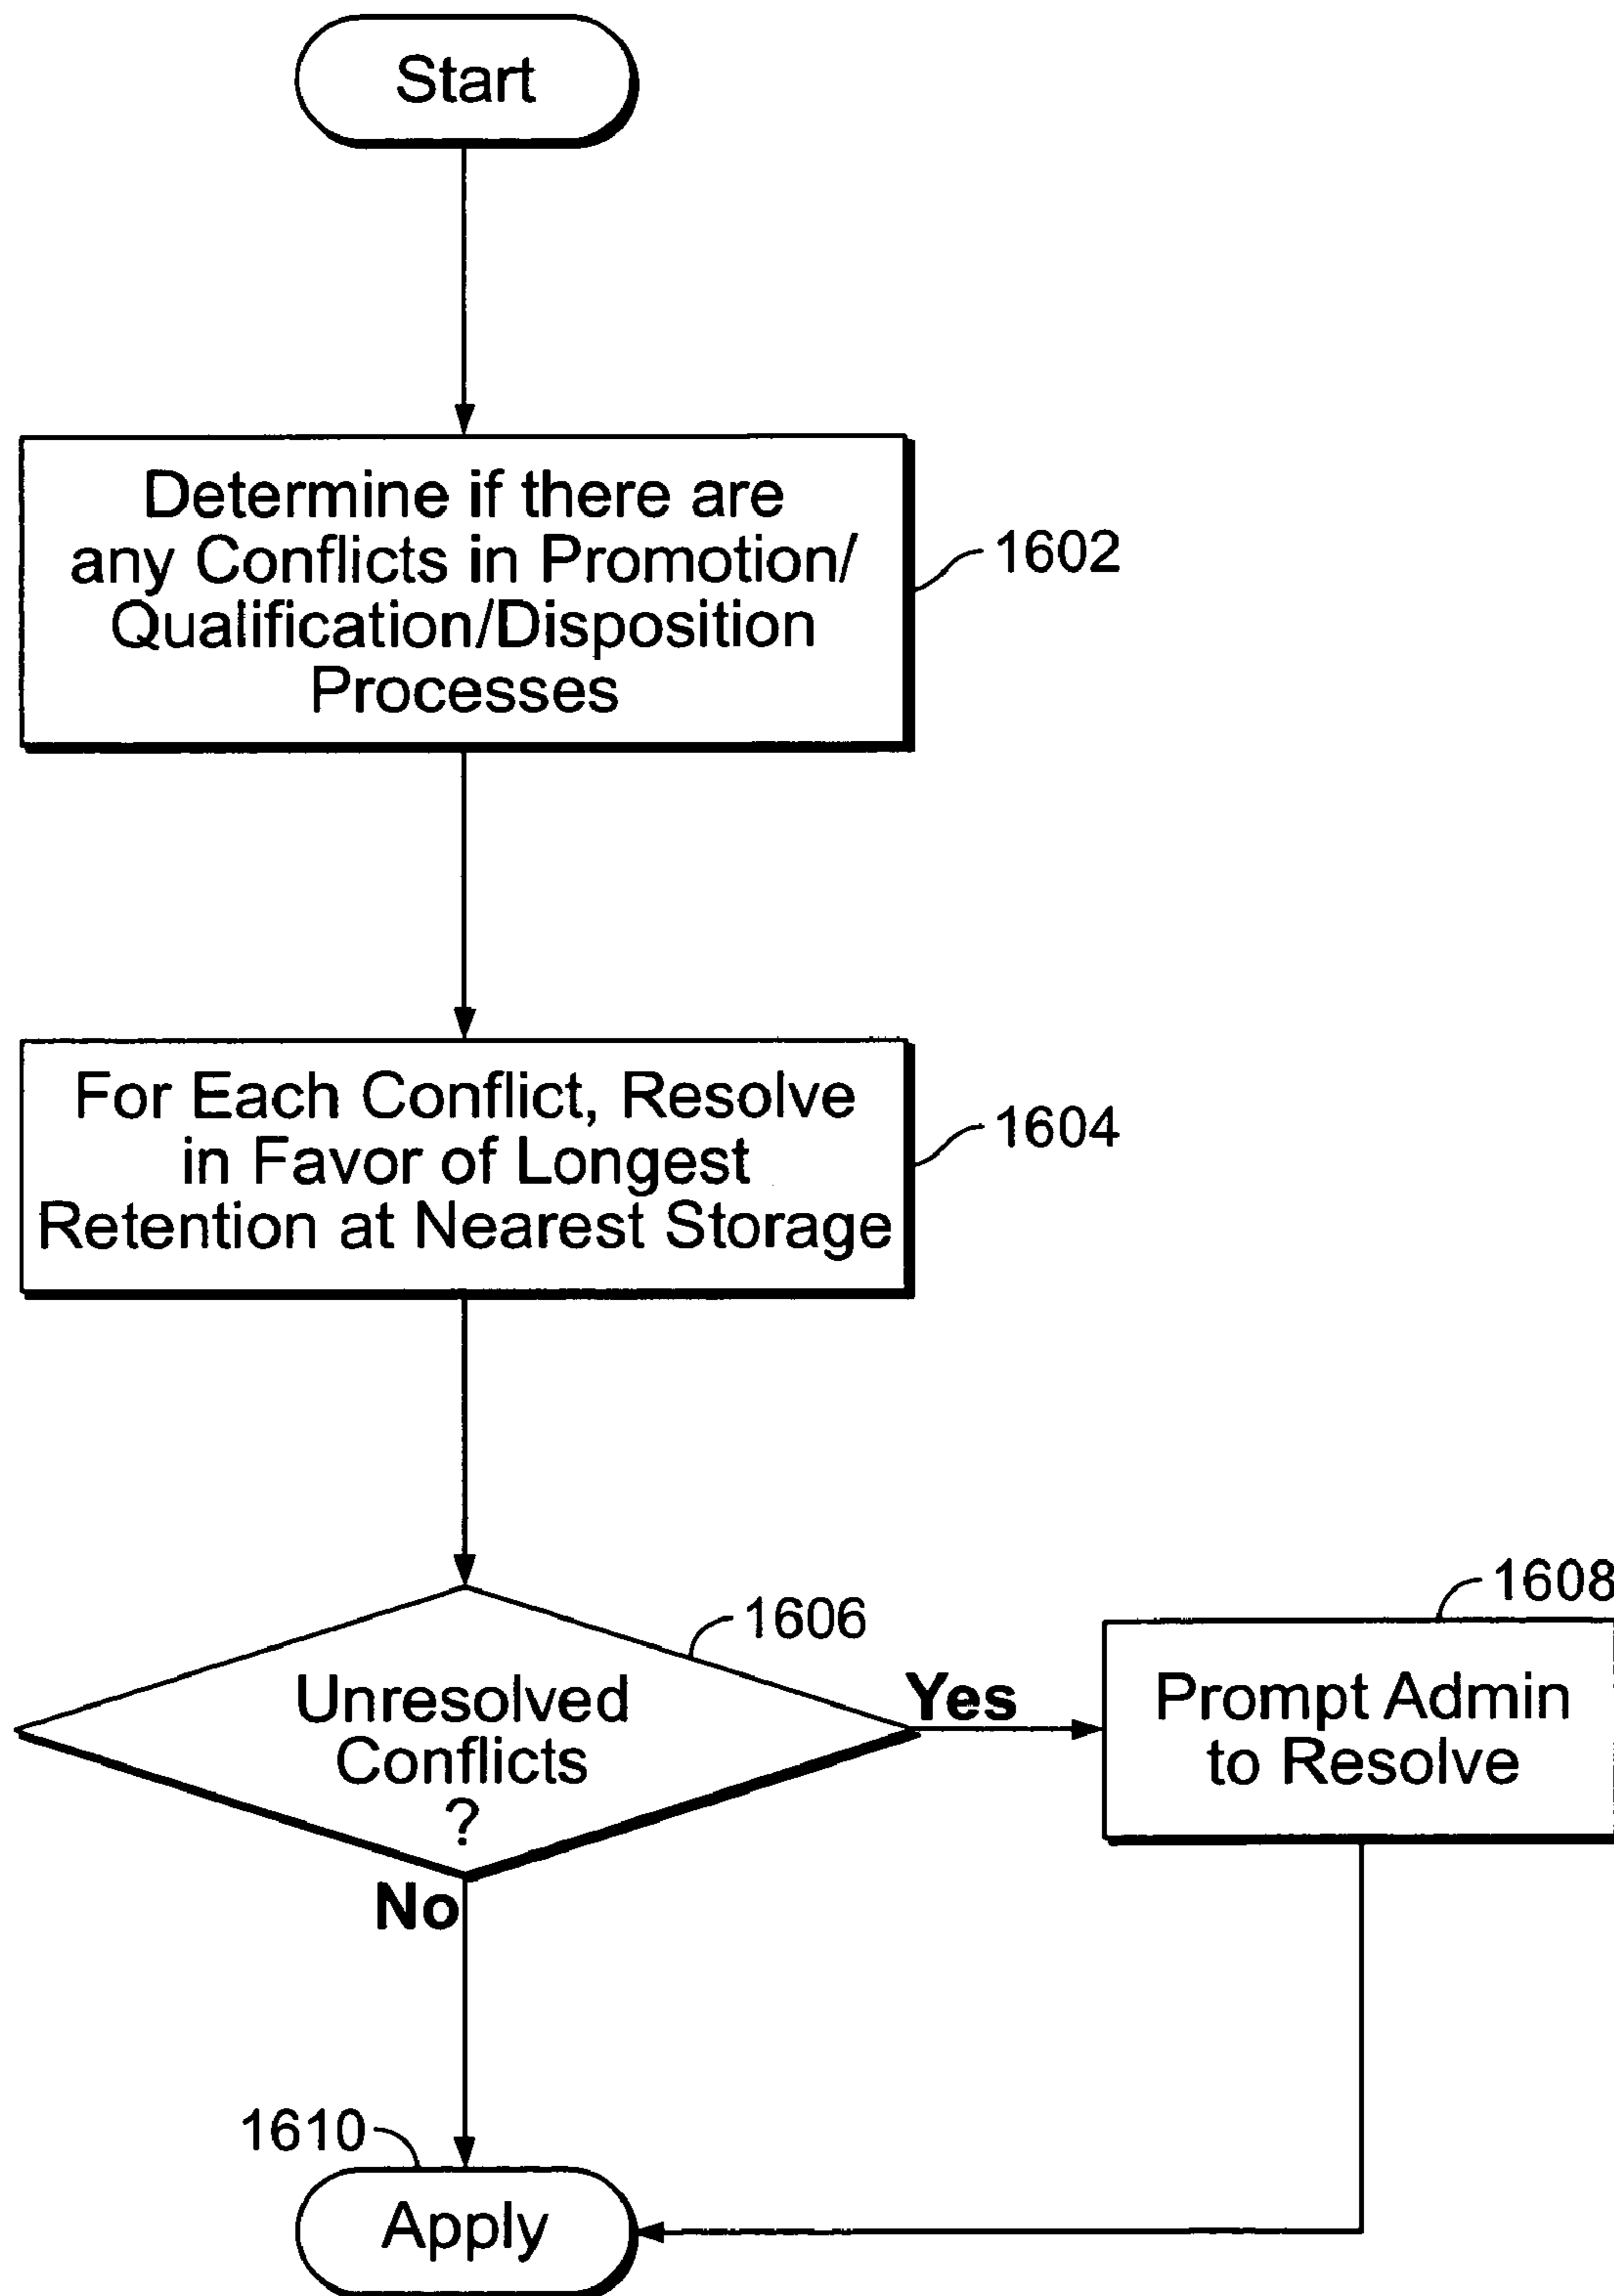 Start
Determine if there are
any Conflicts in Promotion/
Qualification/Disposition
Processes
1602
For Each Conflict, Resolve
in Favor of Longest
Retention at Nearest Storage
1604
1606
Unresolved
Conflicts
?
Yes
No
1608
Prompt Admin
to Resolve
1610
Apply